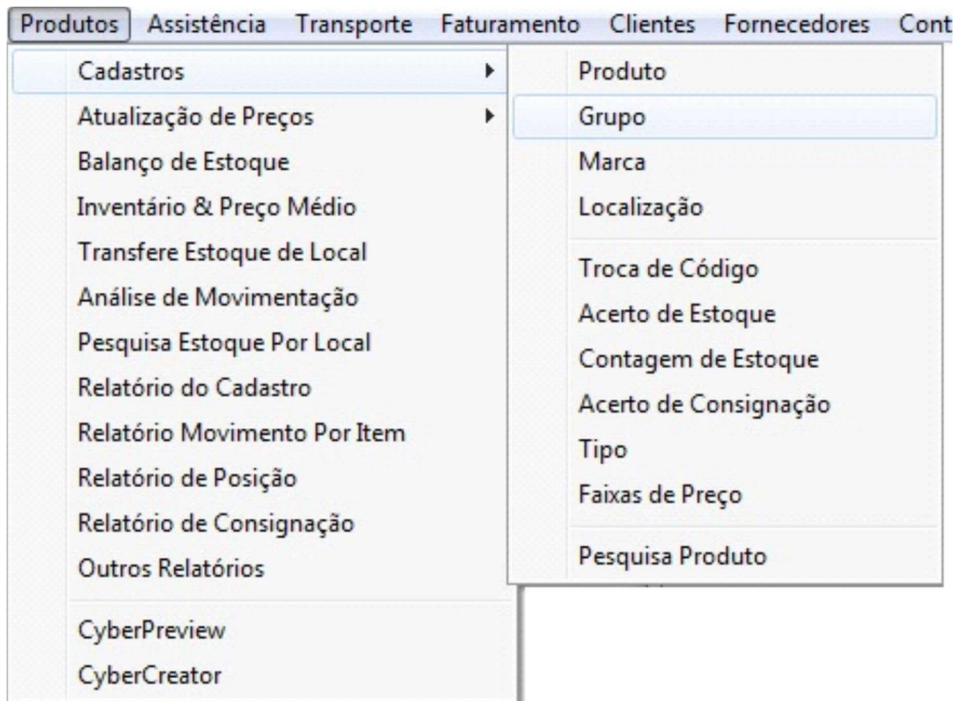 Produtos Assistência Transporte Faturamento Clientes Fornecedores Cont
Cadastros
Atualização de Preços
Balanço de Estoque
Inventário & Preço Médio
Transfere Estoque de Local
Análise de Movimentação
Pesquisa Estoque Por Local
Relatório do Cadastro
Relatório Movimento Por Item
Relatório de Posição
Relatório de Consignação
Outros Relatórios
CyberPreview
CyberCreator
Produto
Grupo
Marca
Localização
Troca de Código
Acerto de Estoque
Contagem de Estoque
Acerto de Consignação
Tipo
Faixas de Preço
Pesquisa Produto